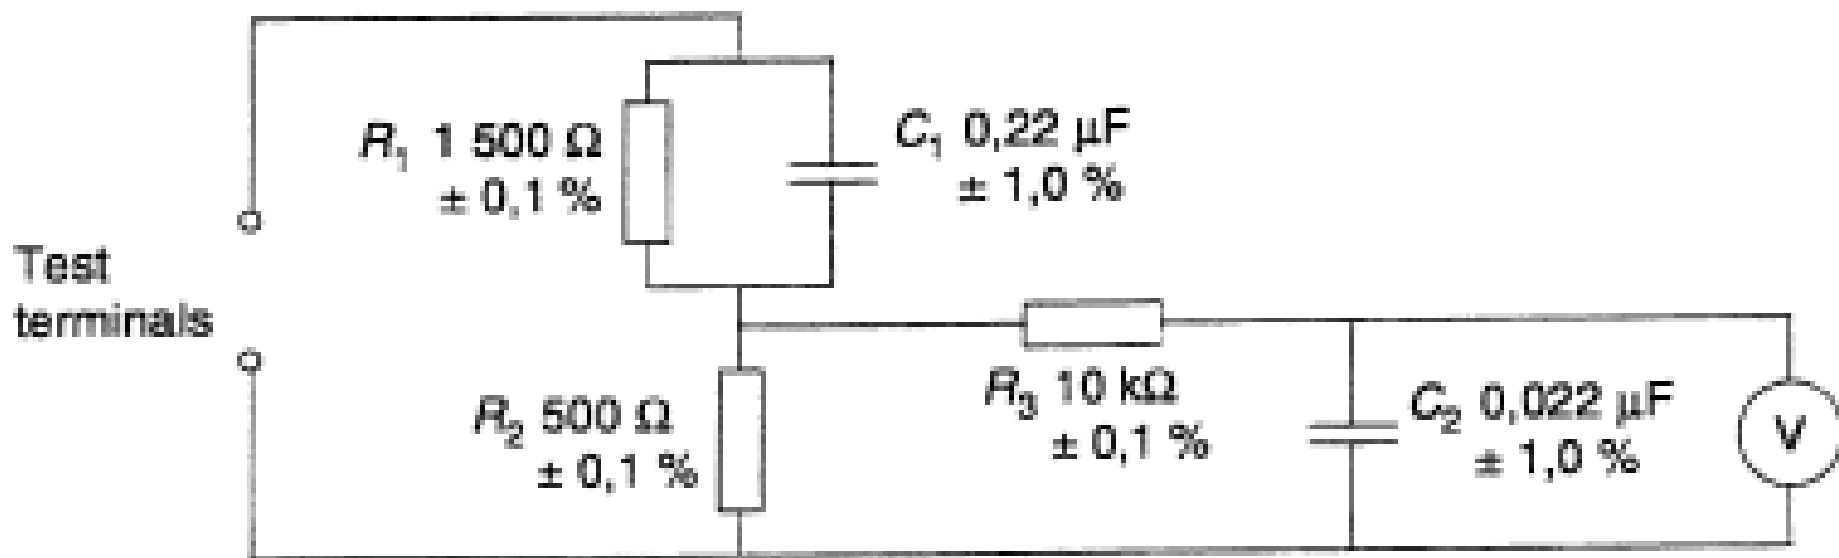 R₁ 1 500 Ω
± 0,1 %
C₁ 0,22 μF
± 1,0 %
Test
terminals
R₂ 500 Ω
± 0,1 %
R₃ 10 kΩ
± 0,1 %
C₂ 0,022 μF
± 1,0 %
V